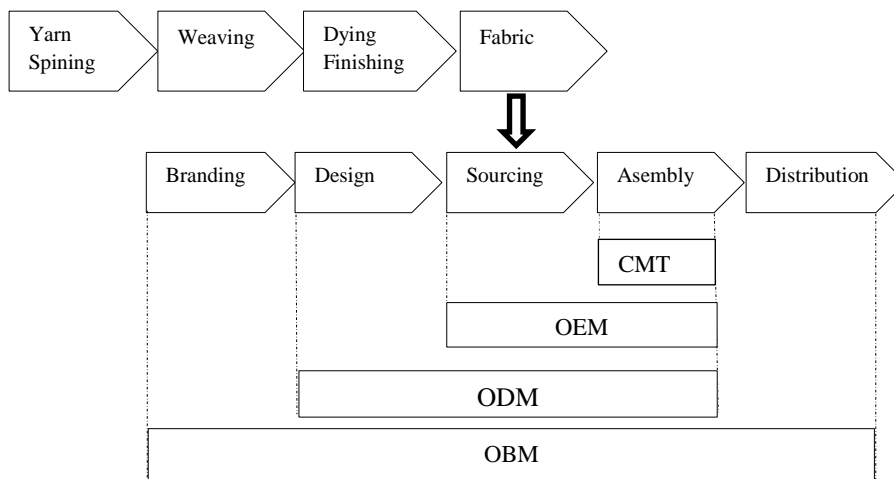 Yarn
Spining
Weaving
Dying
Finishing
Fabric
Branding
Design
Sourcing
Asembly
Distribution
CMT
OEM
ODM
OBM